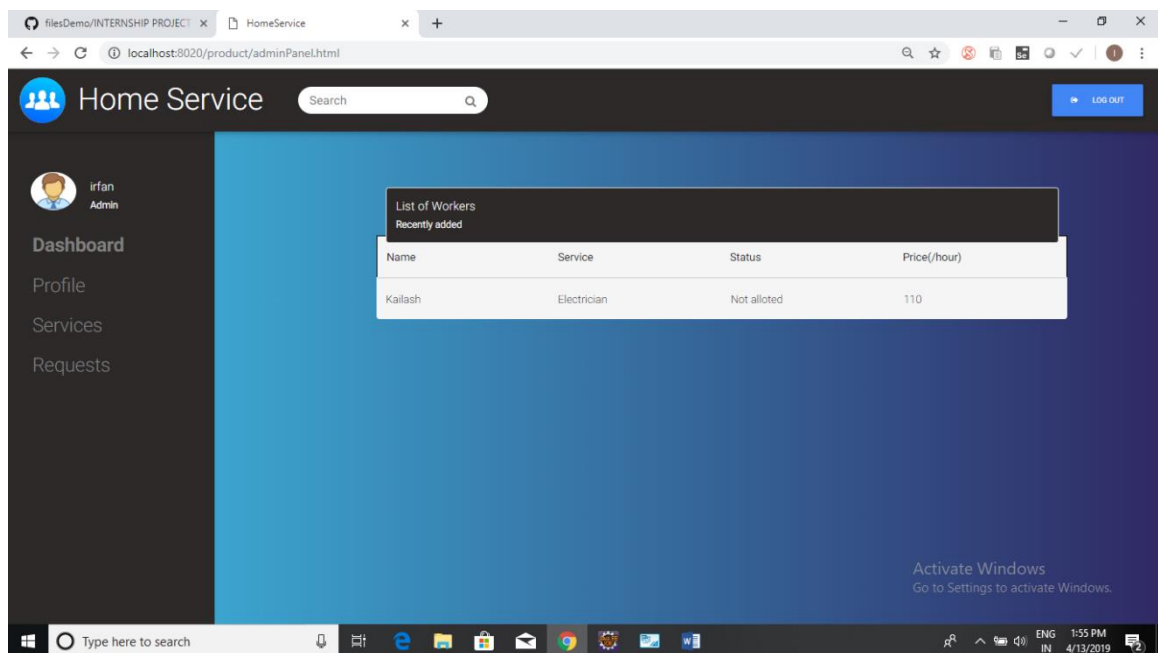 filesDemo/INTERNSHIP PROJECT
HomeService
localhost:8020/product/adminPanel.html
Se
I
Home Service
Search
LOG OUT
irfan
Admin
Dashboard
Profile
Services
Requests
List of Workers
Recently added
Name Service Status Price(/hour)
Kailash Electrician Not alloted 110
Activate Windows
Go to Settings to activate Windows.
Type here to search
ENG 1:55 PM
IN 4/13/2019
2